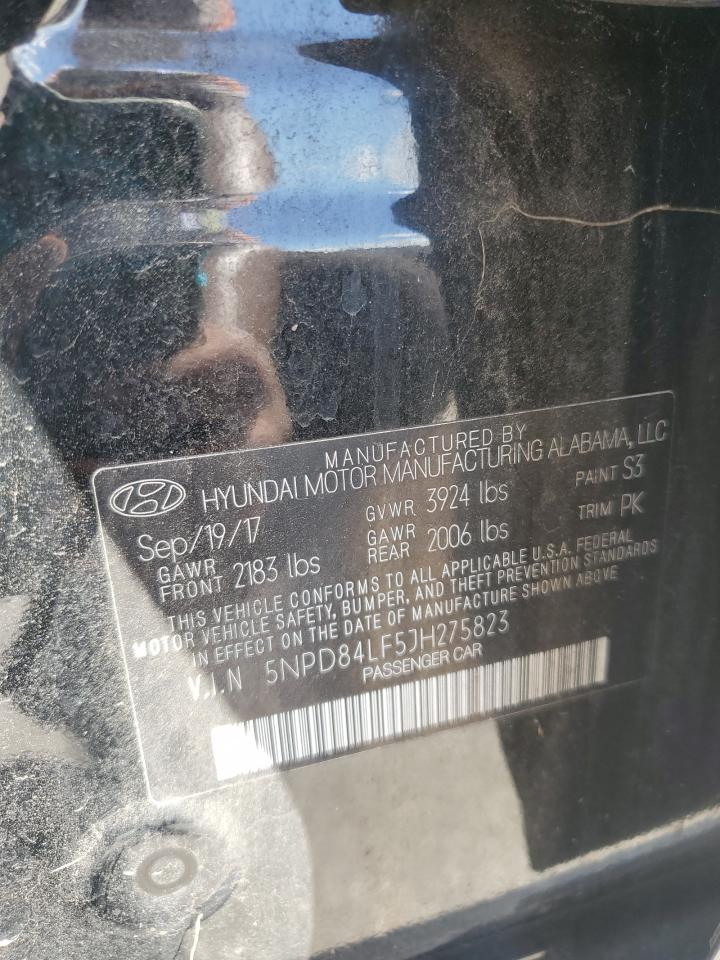 MANUFACTURED BY
HYUNDAI MOTOR MANUFACTURING ALABAMA, LLC
Sep/19/17 GVWR 3924 lbs PAINT S3
GAWR FRONT 2183 lbs GAWR REAR 2006 lbs TRIM PK
THIS VEHICLE CONFORMS TO ALL APPLICABLE U.S.A. FEDERAL
MOTOR VEHICLE SAFETY, BUMPER, AND THEFT PREVENTION STANDARDS
IN EFFECT ON THE DATE OF MANUFACTURE SHOWN ABOVE
V.I.N 5NPD84LF5JH275823
PASSENGER CAR